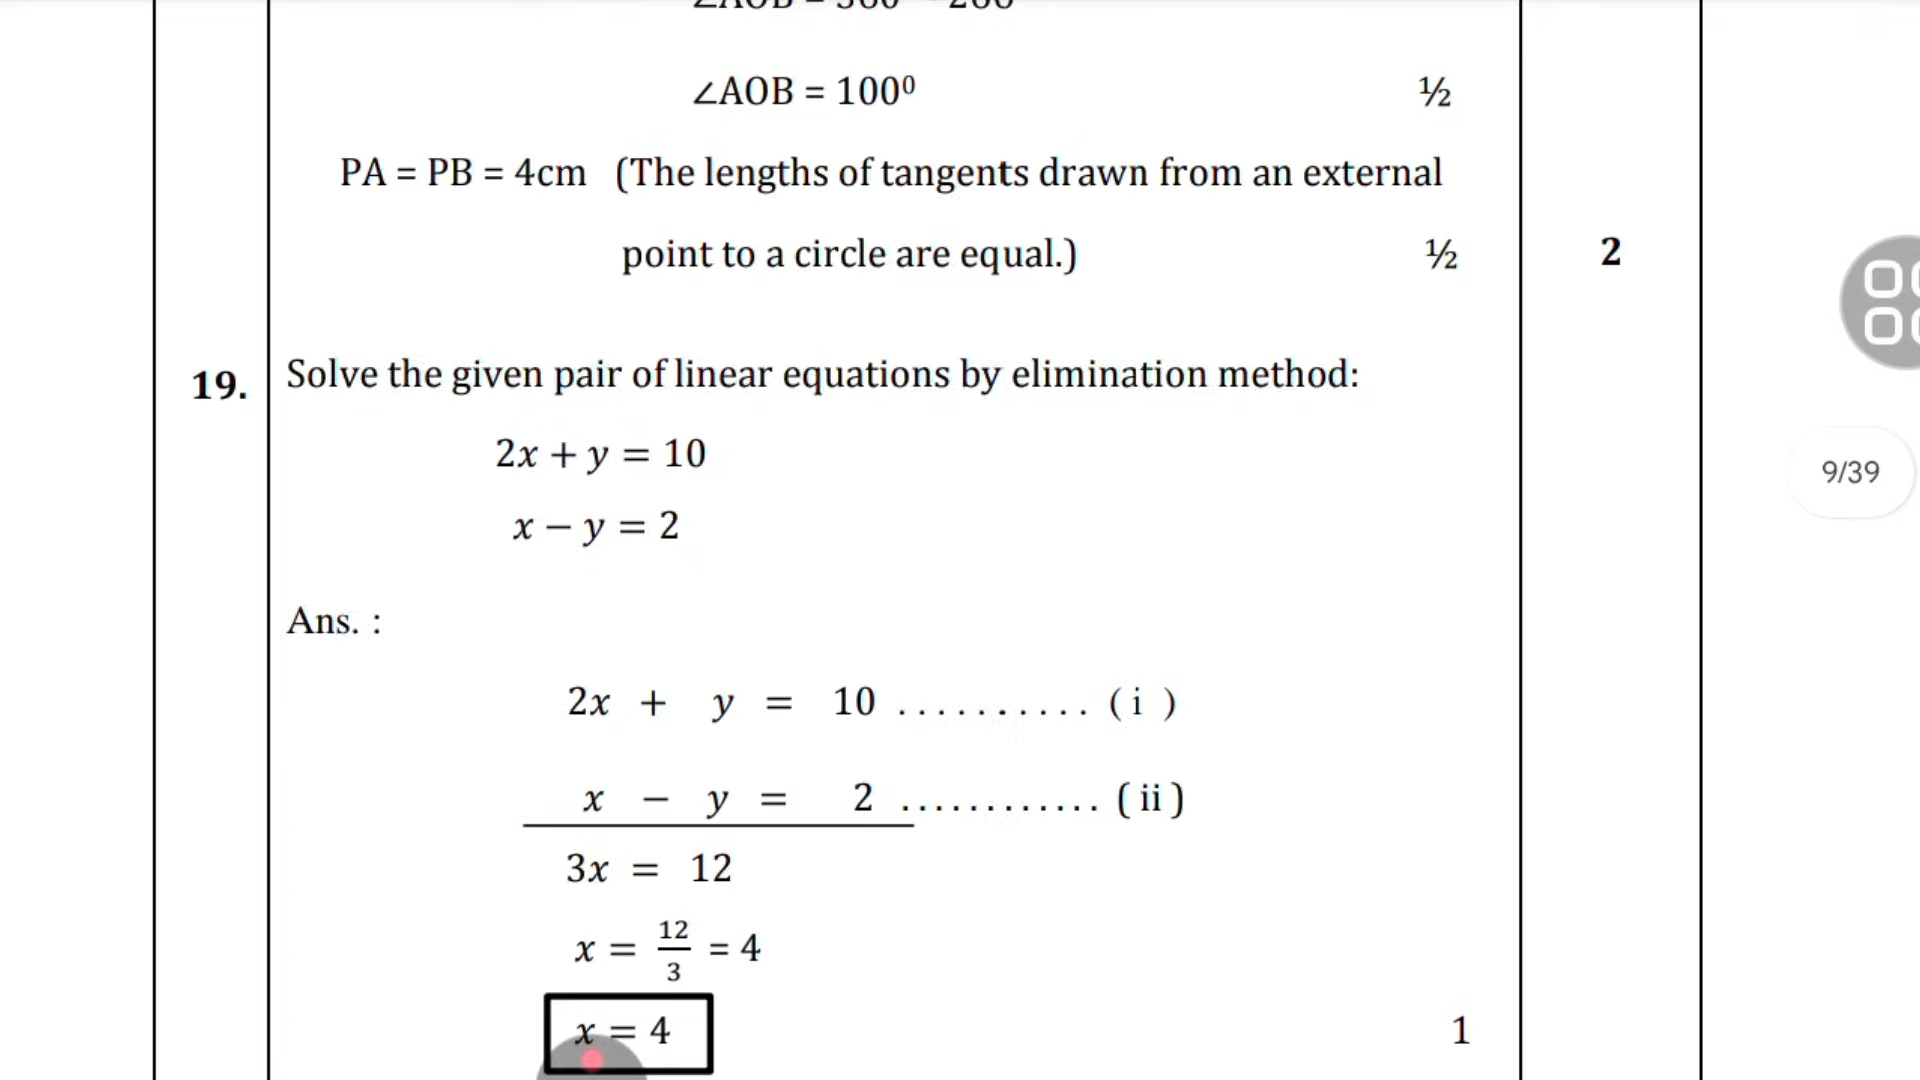 ∠AOB = 100⁰ ½
PA = PB = 4cm (The lengths of tangents drawn from an external
point to a circle are equal.) ½ 2
19. Solve the given pair of linear equations by elimination method:
2x + y = 10
x − y = 2
9/39
Ans. :
2x + y = 10 .......... ( i )
x − y = 2 ............ ( ii )
3x = 12
x = 12/3 = 4
x = 4 1